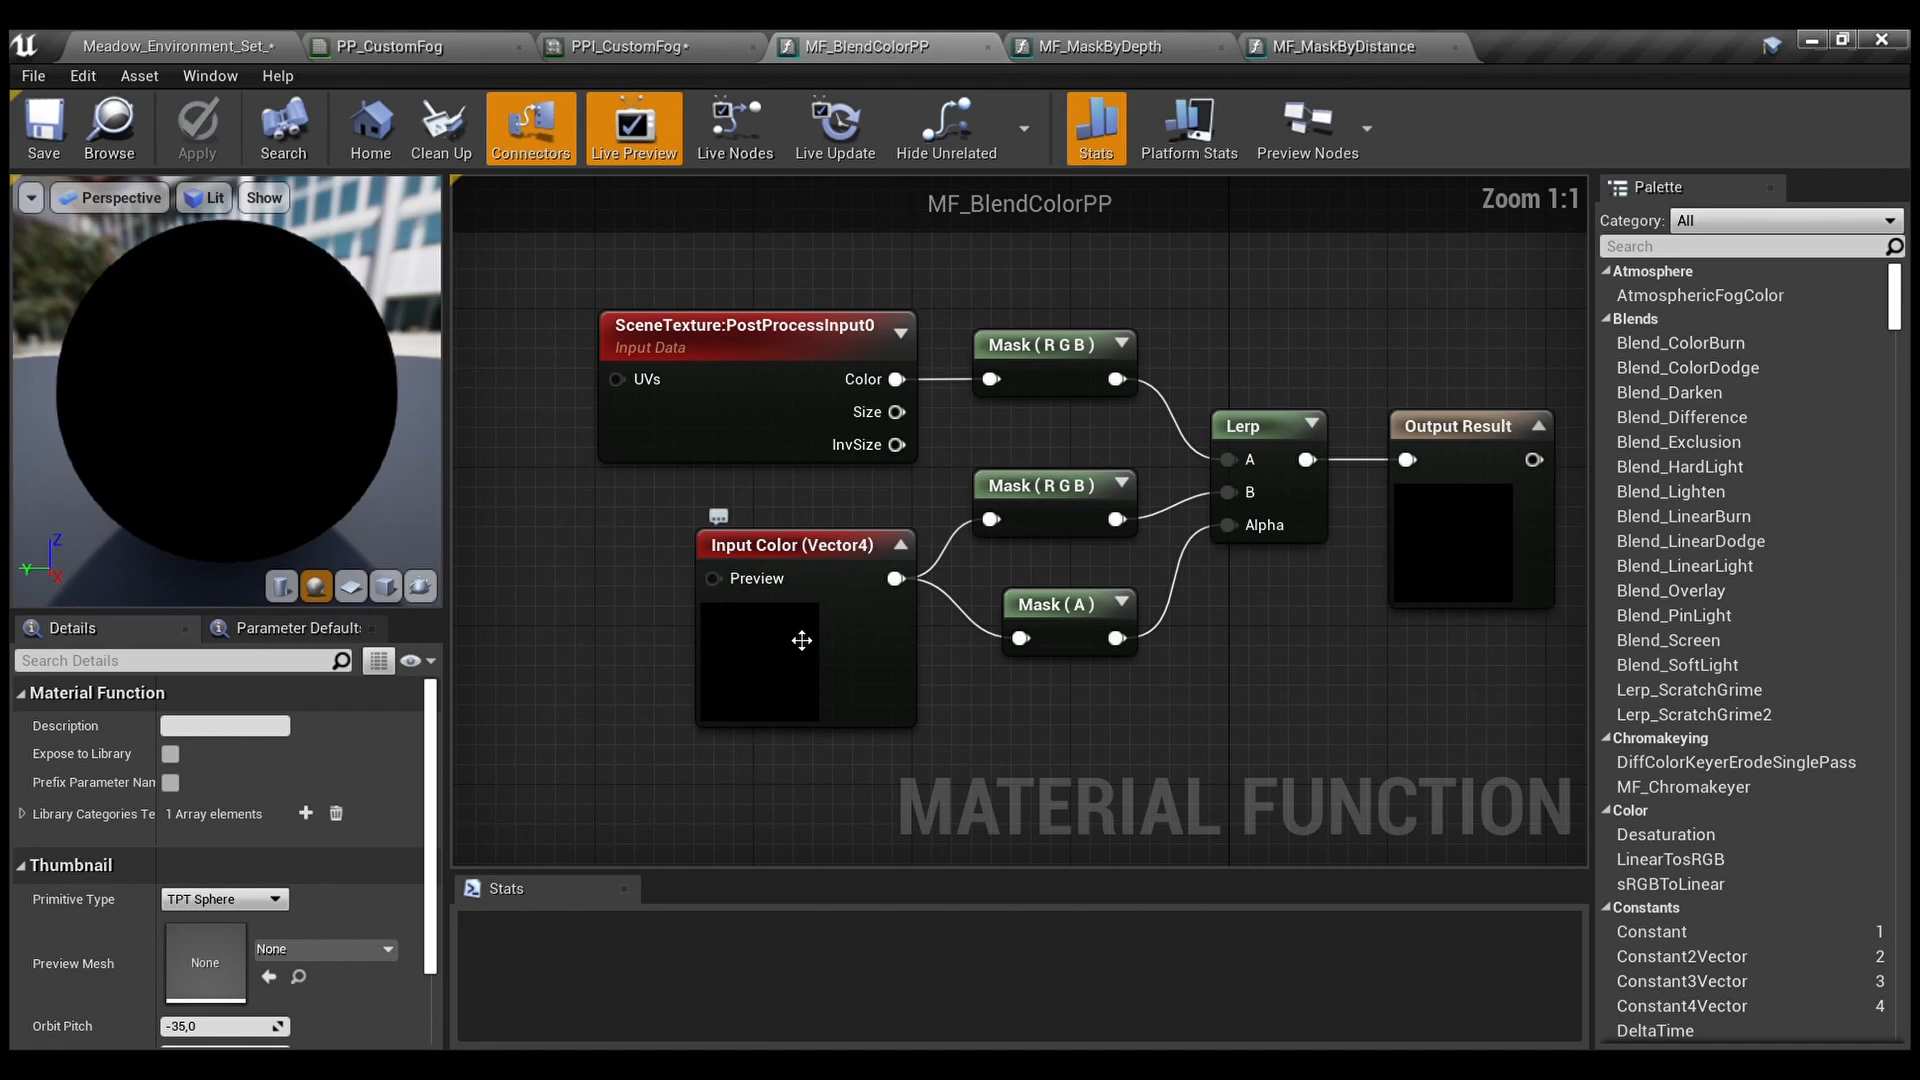 Meadow_Environment_Set_*
PP_CustomFog
PPI_CustomFog*
MF_BlendColorPP
MF_MaskByDepth
MF_MaskByDistance
File Edit Asset Window Help
Save
Browse
Apply
Search
Home
Clean Up
Connectors
Live Preview
Live Nodes
Live Update
Hide Unrelated
Stats
Platform Stats
Preview Nodes
Perspective
Lit
Show
Z
Y
X
Details
Parameter Default
Search Details
Material Function
Description
Expose to Library
Prefix Parameter Nan
Library Categories Te
1 Array elements
Thumbnail
Primitive Type
TPT Sphere
Preview Mesh
None
None
Orbit Pitch
-35,0
MF_BlendColorPP
Zoom 1:1
SceneTexture:PostProcessInput0
Input Data
UVs
Color
Size
InvSize
Mask ( R G B )
Mask ( R G B )
Input Color (Vector4)
Preview
Mask ( A )
Lerp
A
B
Alpha
Output Result
MATERIAL FUNCTION
Stats
Palette
Category:
All
Search
Atmosphere
AtmosphericFogColor
Blends
Blend_ColorBurn
Blend_ColorDodge
Blend_Darken
Blend_Difference
Blend_Exclusion
Blend_HardLight
Blend_Lighten
Blend_LinearBurn
Blend_LinearDodge
Blend_LinearLight
Blend_Overlay
Blend_PinLight
Blend_Screen
Blend_SoftLight
Lerp_ScratchGrime
Lerp_ScratchGrime2
Chromakeying
DiffColorKeyerErodeSinglePass
MF_Chromakeyer
Color
Desaturation
LinearTosRGB
sRGBToLinear
Constants
Constant 1
Constant2Vector 2
Constant3Vector 3
Constant4Vector 4
DeltaTime